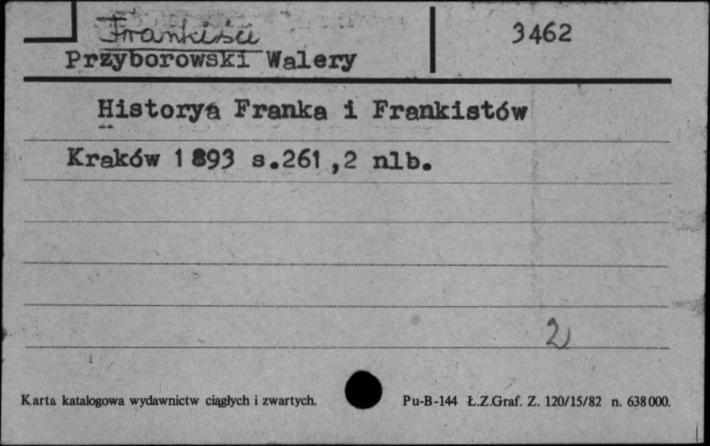 Frankiści
3462
Przyborowski Walery
Historya Franka i Frankistów
Kraków 1893 s.261,2 nlb.
2
Karta katalogowa wydawnictw ciągłych i zwartych. Pu-B-144 Ł.Z.Graf. Z. 120/15/82 n. 638000.